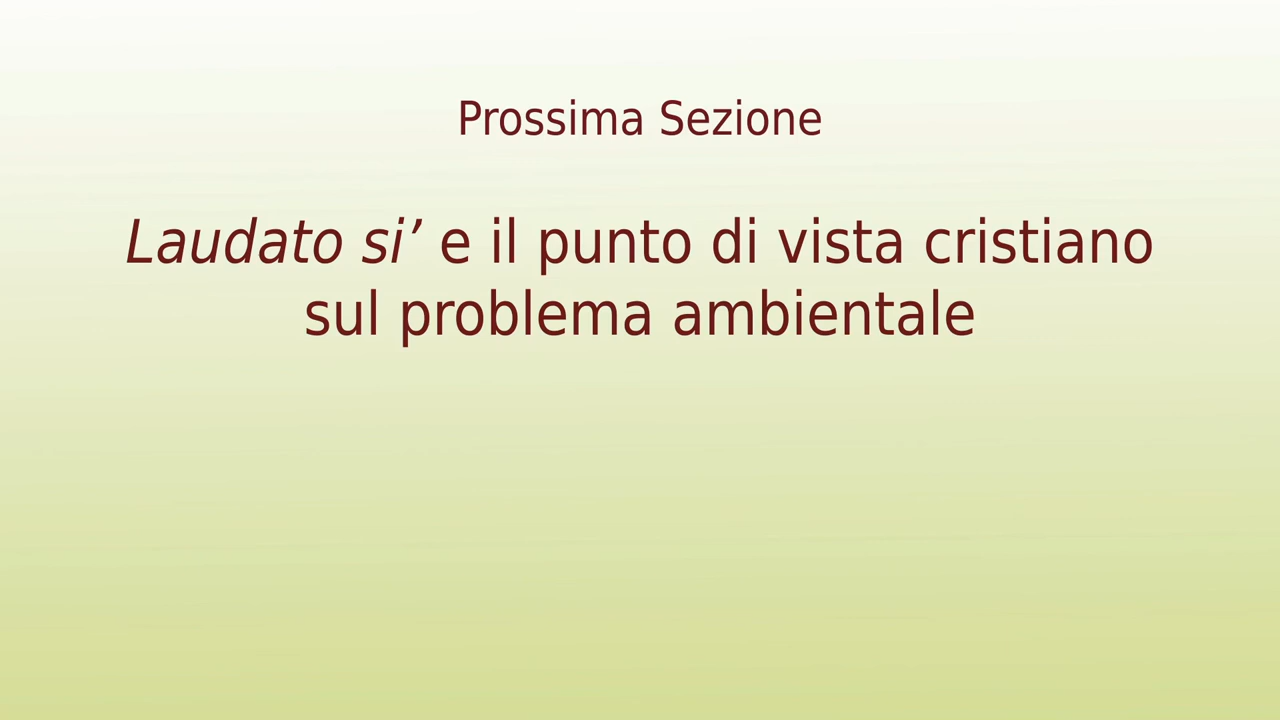 Prossima Sezione
Laudato si’ e il punto di vista cristiano
sul problema ambientale